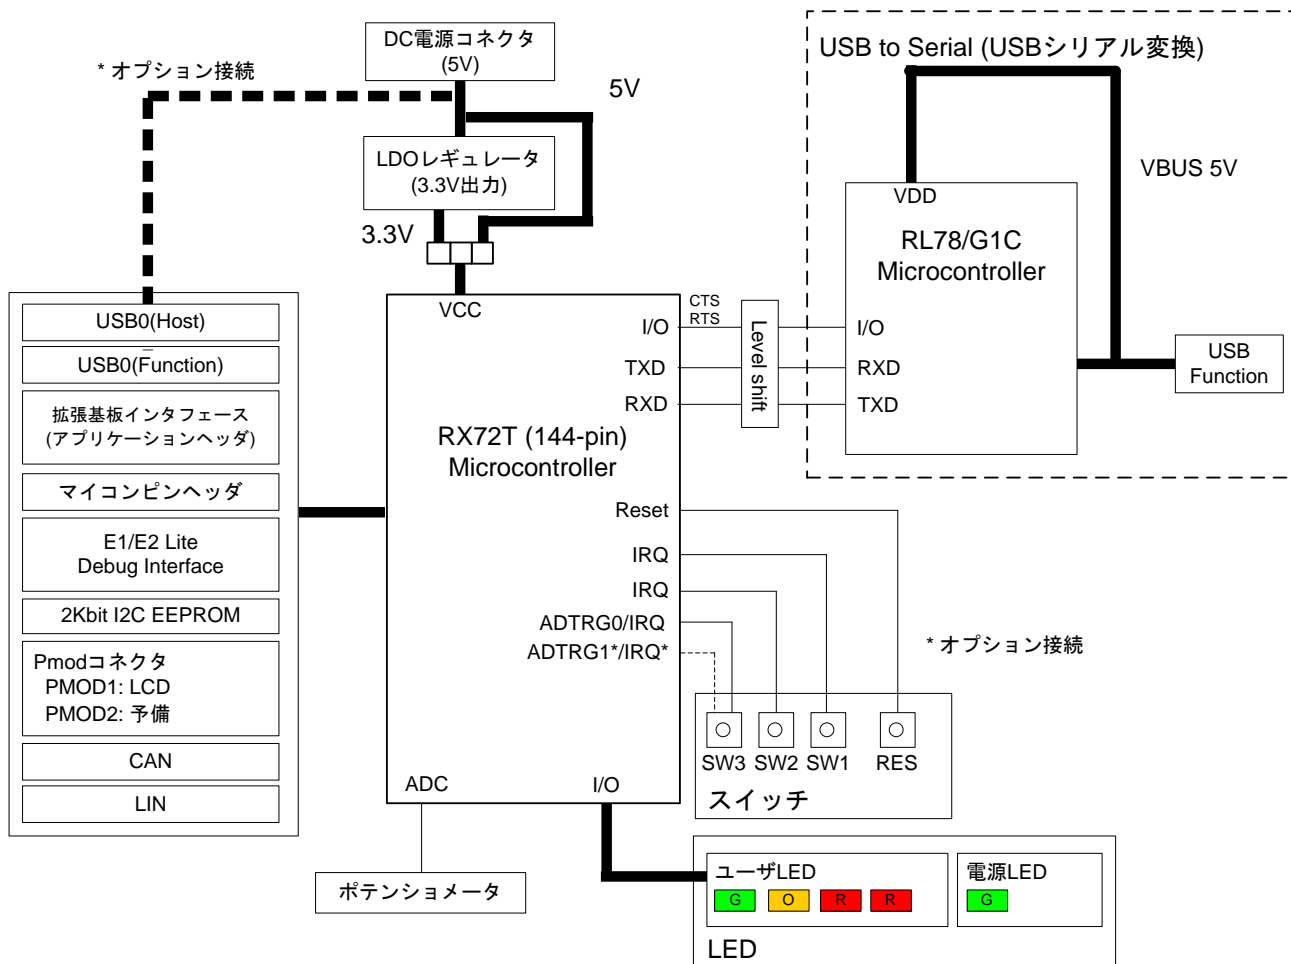 DC電源コネクタ
(5V)
* オプション接続
5V
LDOレギュレータ
(3.3V出力)
3.3V
USB to Serial (USBシリアル変換)
VBUS 5V
VDD
RL78/G1C
Microcontroller
I/O
RXD
TXD
USB
Function
CTS
RTS
Level shift
VCC
I/O
TXD
RXD
RX72T (144-pin)
Microcontroller
Reset
IRQ
IRQ
ADTRG0/IRQ
ADTRG1*/IRQ*
ADC
I/O
USB0(Host)
USB0(Function)
拡張基板インタフェース
(アプリケーションヘッダ)
マイコンピンヘッダ
E1/E2 Lite
Debug Interface
2Kbit I2C EEPROM
Pmodコネクタ
PMOD1: LCD
PMOD2: 予備
CAN
LIN
* オプション接続
SW3 SW2 SW1 RES
スイッチ
ポテンショメータ
ユーザLED
G O R R
電源LED
G
LED